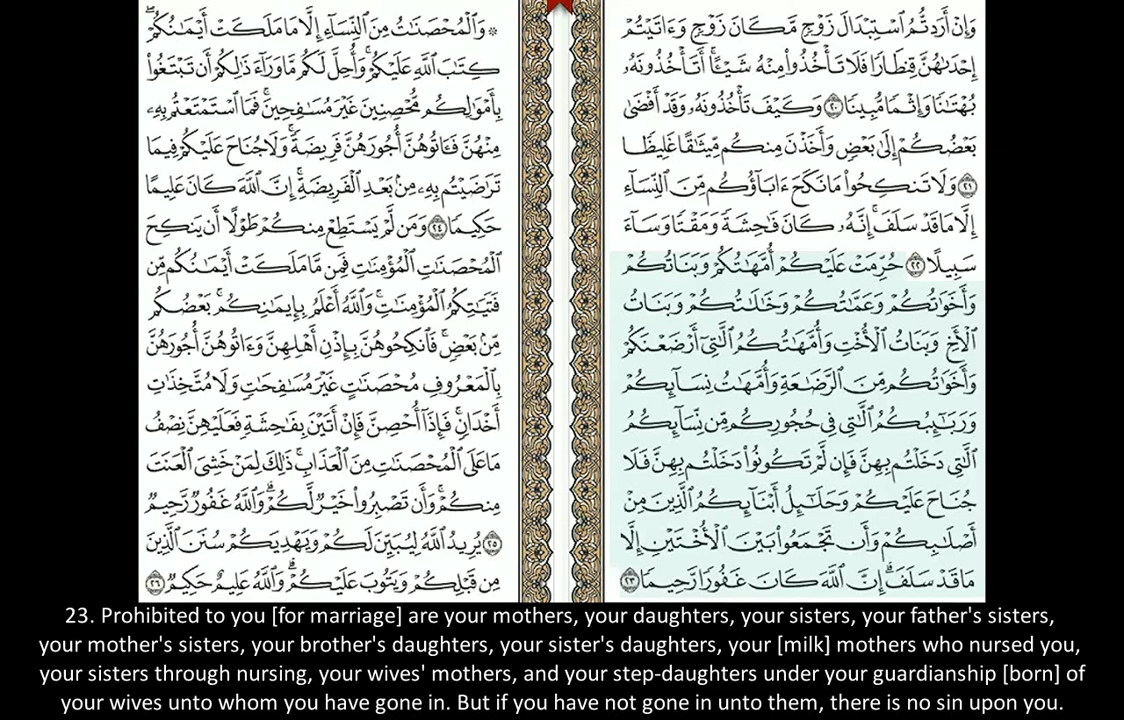 وَإِنْ أَرَدتُّمُ ٱسْتِبْدَالَ زَوْجٍ مَّكَانَ زَوْجٍ وَءَاتَيْتُمْ
إِحْدَىٰهُنَّ قِنطَارًا فَلَا تَأْخُذُوا۟ مِنْهُ شَيْـًٔا ۚ أَتَأْخُذُونَهُۥ
بُهْتَـٰنًا وَإِثْمًا مُّبِينًا ٢٠ وَكَيْفَ تَأْخُذُونَهُۥ وَقَدْ أَفْضَىٰ
بَعْضُكُمْ إِلَىٰ بَعْضٍ وَأَخَذْنَ مِنكُم مِّيثَـٰقًا غَلِيظًا
٢١ وَلَا تَنكِحُوا۟ مَا نَكَحَ ءَابَآؤُكُم مِّنَ ٱلنِّسَآءِ
إِلَّا مَا قَدْ سَلَفَ ۚ إِنَّهُۥ كَانَ فَـٰحِشَةً وَمَقْتًا وَسَآءَ
سَبِيلًا ٢٢ حُرِّمَتْ عَلَيْكُمْ أُمَّهَـٰتُكُمْ وَبَنَاتُكُمْ
وَأَخَوَٰتُكُمْ وَعَمَّـٰتُكُمْ وَخَـٰلَـٰتُكُمْ وَبَنَاتُ
ٱلْأَخِ وَبَنَاتُ ٱلْأُخْتِ وَأُمَّهَـٰتُكُمُ ٱلَّـٰتِىٓ أَرْضَعْنَكُمْ
وَأَخَوَٰتُكُم مِّنَ ٱلرَّضَـٰعَةِ وَأُمَّهَـٰتُ نِسَآئِكُمْ
وَرَبَـٰٓئِبُكُمُ ٱلَّـٰتِى فِى حُجُورِكُم مِّن نِّسَآئِكُمُ
ٱلَّـٰتِى دَخَلْتُم بِهِنَّ فَإِن لَّمْ تَكُونُوا۟ دَخَلْتُم بِهِنَّ فَلَا
جُنَاحَ عَلَيْكُمْ وَحَلَـٰٓئِلُ أَبْنَآئِكُمُ ٱلَّذِينَ مِنْ
أَصْلَـٰبِكُمْ وَأَن تَجْمَعُوا۟ بَيْنَ ٱلْأُخْتَيْنِ إِلَّا
مَا قَدْ سَلَفَ ۗ إِنَّ ٱللَّهَ كَانَ غَفُورًا رَّحِيمًا ٢٣
۞ وَٱلْمُحْصَنَـٰتُ مِنَ ٱلنِّسَآءِ إِلَّا مَا مَلَكَتْ أَيْمَـٰنُكُمْ ۖ
كِتَـٰبَ ٱللَّهِ عَلَيْكُمْ ۚ وَأُحِلَّ لَكُم مَّا وَرَآءَ ذَٰلِكُمْ أَن تَبْتَغُوا۟
بِأَمْوَٰلِكُم مُّحْصِنِينَ غَيْرَ مُسَـٰفِحِينَ ۚ فَمَا ٱسْتَمْتَعْتُم بِهِۦ
مِنْهُنَّ فَـَٔاتُوهُنَّ أُجُورَهُنَّ فَرِيضَةً ۚ وَلَا جُنَاحَ عَلَيْكُمْ فِيمَا
تَرَٰضَيْتُم بِهِۦ مِنۢ بَعْدِ ٱلْفَرِيضَةِ ۚ إِنَّ ٱللَّهَ كَانَ عَلِيمًا
حَكِيمًا ٢٤ وَمَن لَّمْ يَسْتَطِعْ مِنكُمْ طَوْلًا أَن يَنكِحَ
ٱلْمُحْصَنَـٰتِ ٱلْمُؤْمِنَـٰتِ فَمِن مَّا مَلَكَتْ أَيْمَـٰنُكُم مِّن
فَتَيَـٰتِكُمُ ٱلْمُؤْمِنَـٰتِ ۚ وَٱللَّهُ أَعْلَمُ بِإِيمَـٰنِكُم ۚ بَعْضُكُم
مِّنۢ بَعْضٍ ۚ فَٱنكِحُوهُنَّ بِإِذْنِ أَهْلِهِنَّ وَءَاتُوهُنَّ أُجُورَهُنَّ
بِٱلْمَعْرُوفِ مُحْصَنَـٰتٍ غَيْرَ مُسَـٰفِحَـٰتٍ وَلَا مُتَّخِذَٰتِ
أَخْدَانٍ ۚ فَإِذَآ أُحْصِنَّ فَإِنْ أَتَيْنَ بِفَـٰحِشَةٍ فَعَلَيْهِنَّ نِصْفُ
مَا عَلَى ٱلْمُحْصَنَـٰتِ مِنَ ٱلْعَذَابِ ۚ ذَٰلِكَ لِمَنْ خَشِىَ ٱلْعَنَتَ
مِنكُمْ ۚ وَأَن تَصْبِرُوا۟ خَيْرٌ لَّكُمْ ۗ وَٱللَّهُ غَفُورٌ رَّحِيمٌ
٢٥ يُرِيدُ ٱللَّهُ لِيُبَيِّنَ لَكُمْ وَيَهْدِيَكُمْ سُنَنَ ٱلَّذِينَ
مِن قَبْلِكُمْ وَيَتُوبَ عَلَيْكُمْ ۗ وَٱللَّهُ عَلِيمٌ حَكِيمٌ ٢٦
23. Prohibited to you [for marriage] are your mothers, your daughters, your sisters, your father's sisters,
your mother's sisters, your brother's daughters, your sister's daughters, your [milk] mothers who nursed you,
your sisters through nursing, your wives' mothers, and your step-daughters under your guardianship [born] of
your wives unto whom you have gone in. But if you have not gone in unto them, there is no sin upon you.